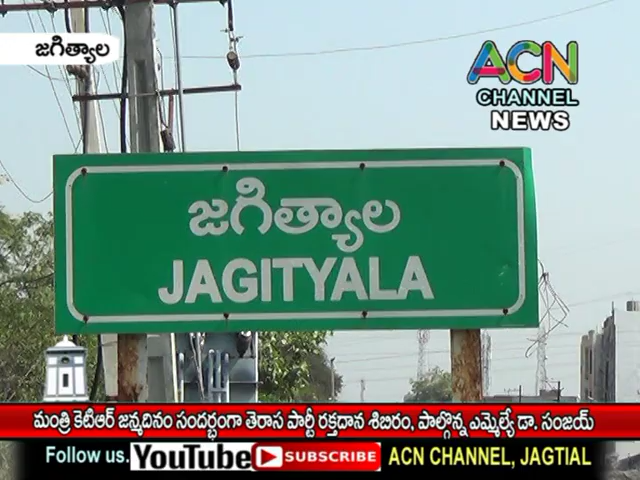 జగిత్యాల
ACN
CHANNEL
NEWS
జగిత్యాల
JAGITYALA
మంత్రి కెటిఆర్ జన్మదినం సందర్భంగా తెరాస పార్టీ రక్తదాన శిబిరం, పాల్గొన్న ఎమ్మెల్యే డా. సంజయ్
Follow us. YouTube SUBSCRIBE ACN CHANNEL, JAGTIAL